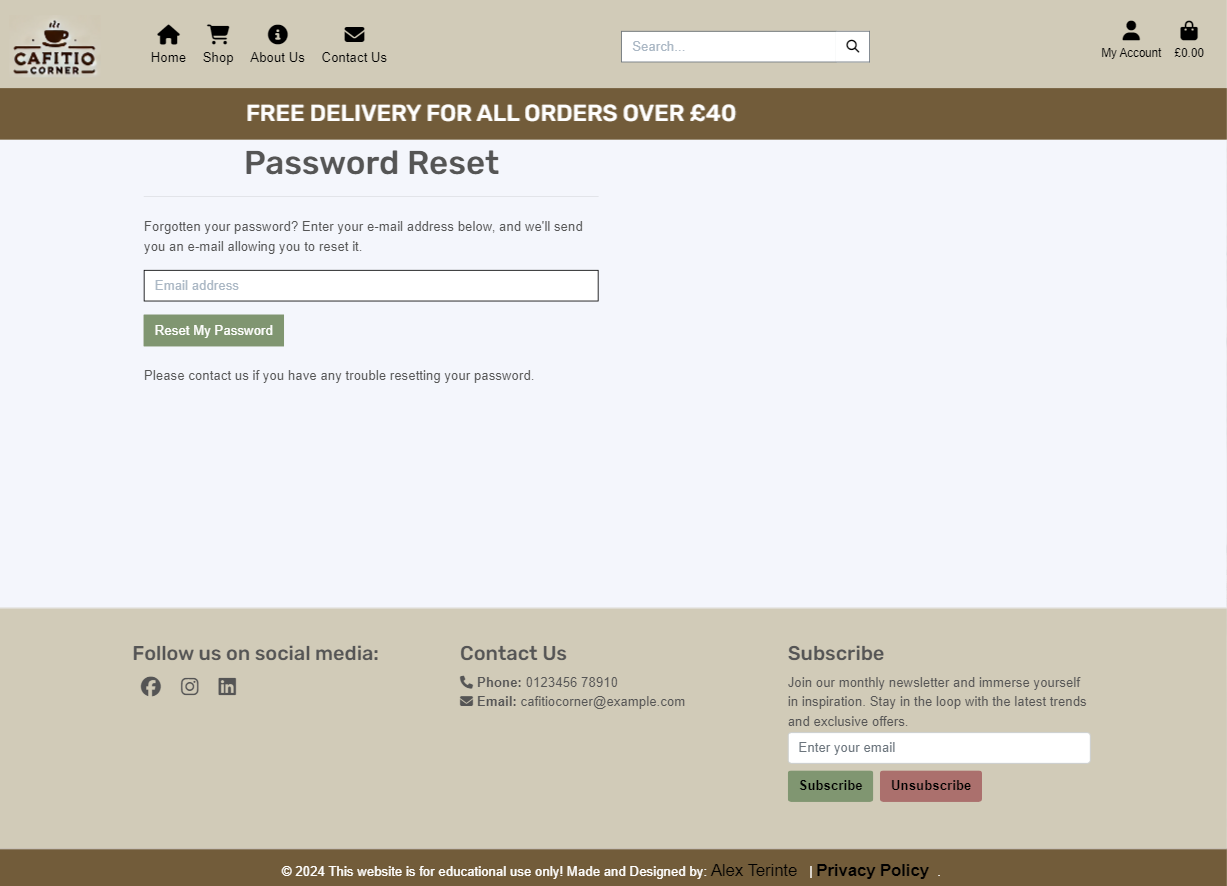 CAFITIO
CORNER
Home Shop About Us Contact Us
Search...
My Account £0.00
FREE DELIVERY FOR ALL ORDERS OVER £40
Password Reset
Forgotten your password? Enter your e-mail address below, and we'll send
you an e-mail allowing you to reset it.
Email address
Reset My Password
Please contact us if you have any trouble resetting your password.
Follow us on social media:
Contact Us
Phone: 0123456 78910
Email: cafitiocorner@example.com
Subscribe
Join our monthly newsletter and immerse yourself
in inspiration. Stay in the loop with the latest trends
and exclusive offers.
Enter your email
Subscribe Unsubscribe
© 2024 This website is for educational use only! Made and Designed by: Alex Terinte | Privacy Policy .